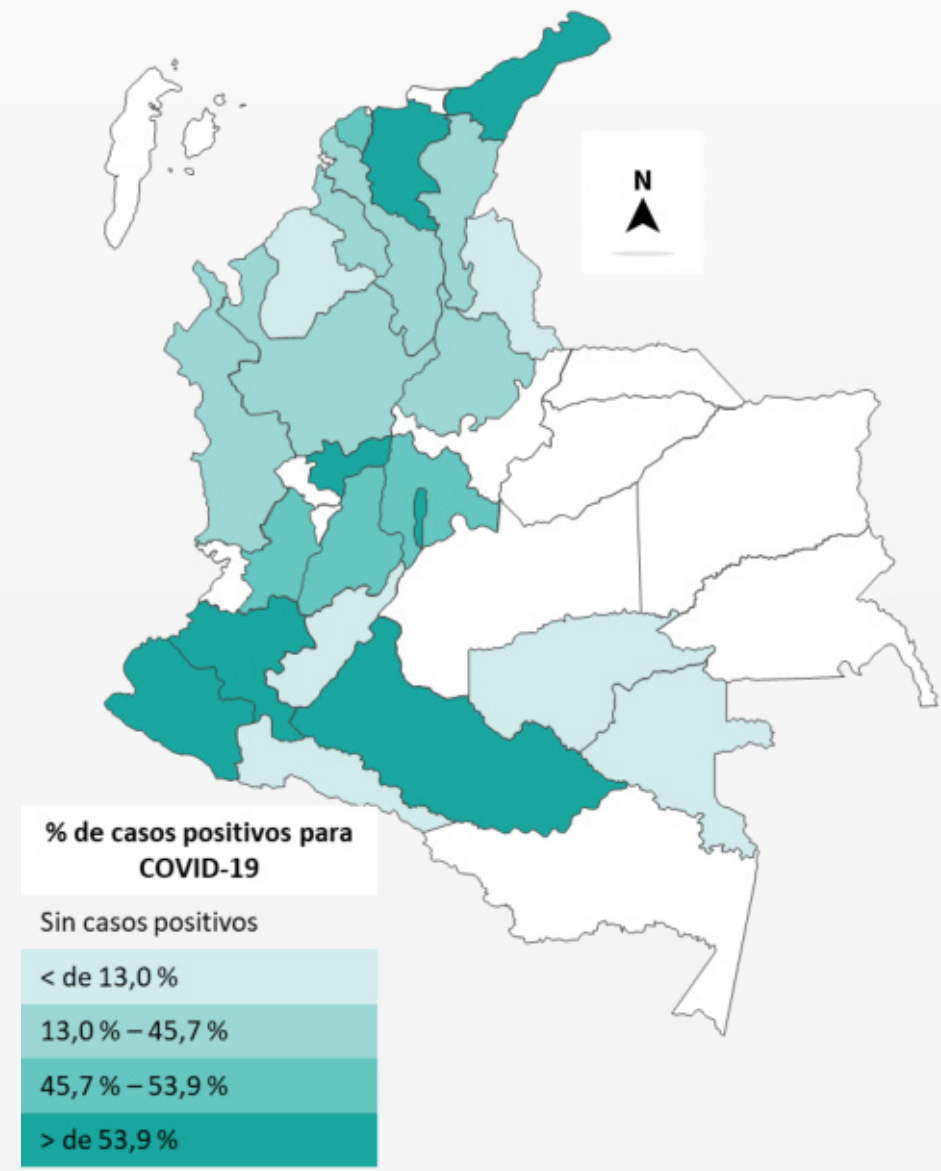 N
% de casos positivos para
COVID-19
Sin casos positivos
< de 13,0 %
13,0 % – 45,7 %
45,7 % – 53,9 %
> de 53,9 %